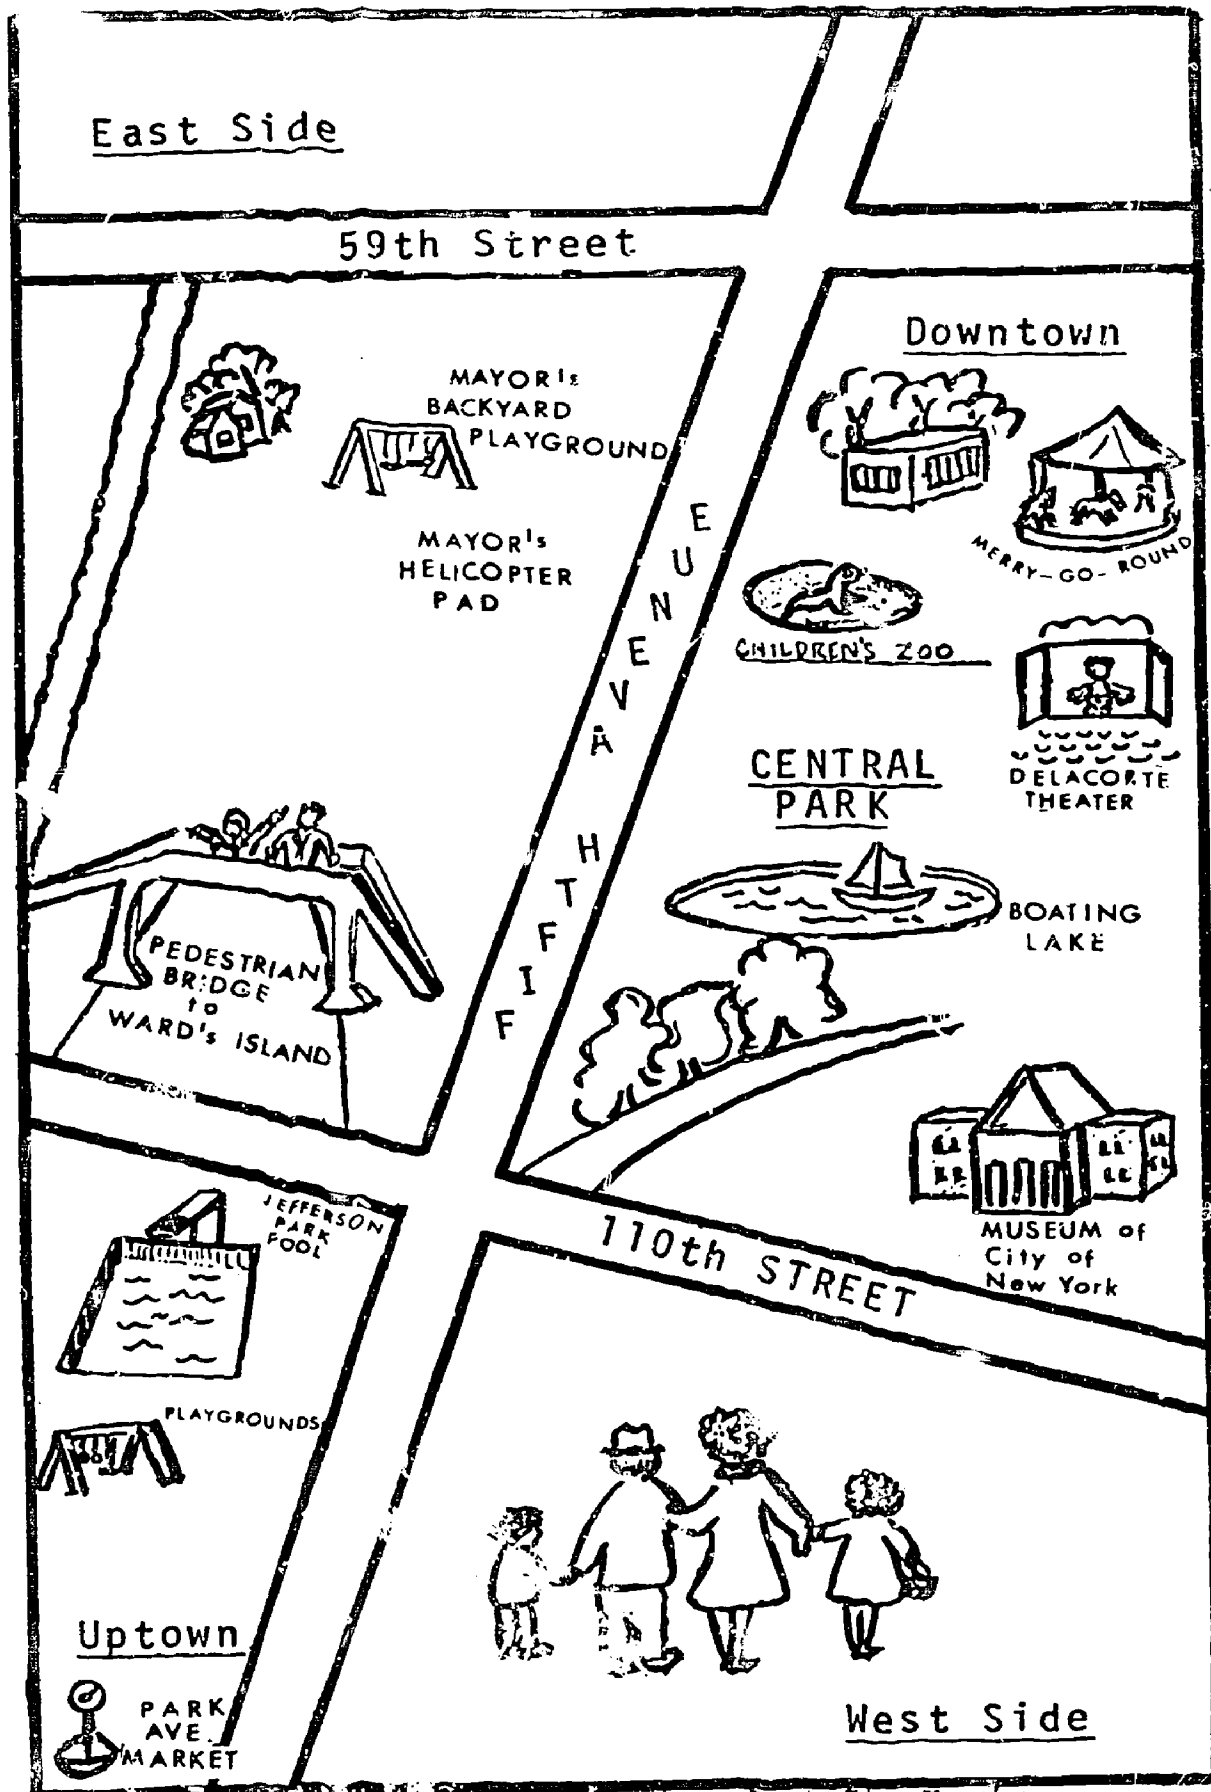 East Side
59th Street
Downtown
MAYOR's
BACKYARD
PLAYGROUND
MERRY-GO-ROUND
MAYOR's
HELICOPTER
PAD
CHILDREN'S ZOO
FIFTH AVENUE
CENTRAL
PARK
DELACORTE
THEATER
BOATING
LAKE
PEDESTRIAN
BRIDGE
to
WARD's ISLAND
MUSEUM of
City of
New York
110th STREET
JEFFERSON
PARK
POOL
PLAYGROUNDS
Uptown
PARK
AVE.
MARKET
West Side